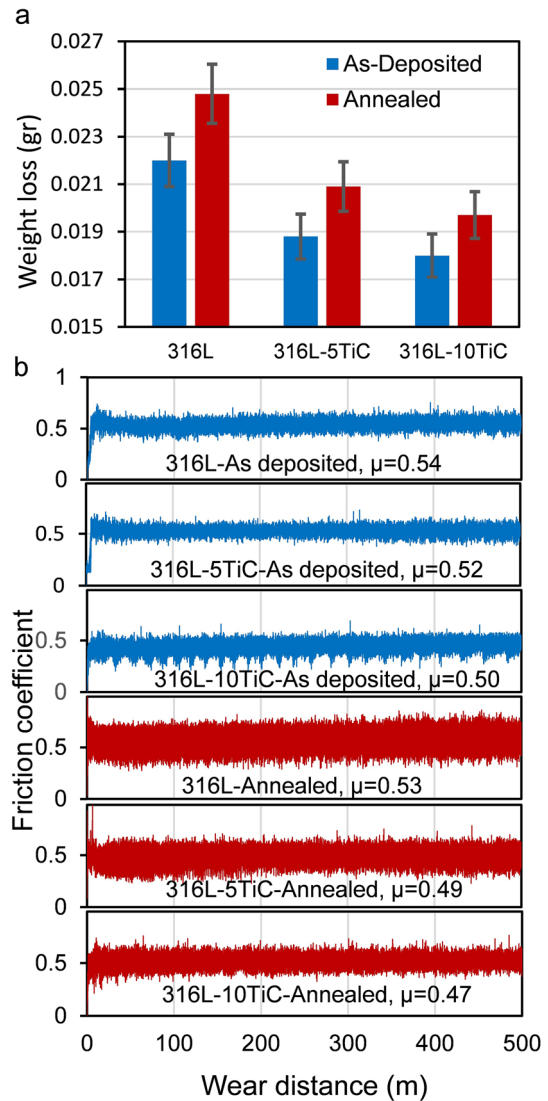 a
0.027
0.025
0.023
0.021
0.019
0.017
0.015
Weight loss (gr)
As-Deposited
Annealed
316L
316L-5TiC
316L-10TiC
b
Friction coefficient
1
0.5
0
316L-As deposited, μ=0.54
0.5
0
316L-5TiC-As deposited, μ=0.52
0.5
0
316L-10TiC-As deposited, μ=0.50
0.5
0
316L-Annealed, μ=0.53
0.5
0
316L-5TiC-Annealed, μ=0.49
0.5
0
316L-10TiC-Annealed, μ=0.47
0
100
200
300
400
500
Wear distance (m)